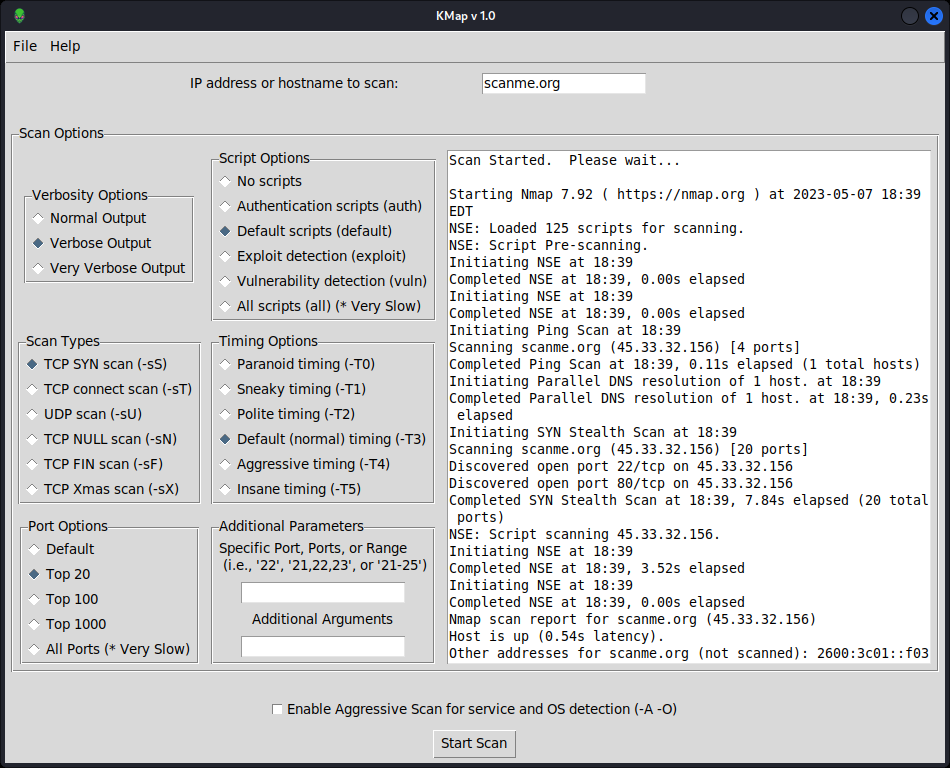 KMap v 1.0
File Help
IP address or hostname to scan: scanme.org
Scan Options
Verbosity Options
Normal Output
Verbose Output
Very Verbose Output
Script Options
No scripts
Authentication scripts (auth)
Default scripts (default)
Exploit detection (exploit)
Vulnerability detection (vuln)
All scripts (all) (* Very Slow)
Scan Types
TCP SYN scan (-sS)
TCP connect scan (-sT)
UDP scan (-sU)
TCP NULL scan (-sN)
TCP FIN scan (-sF)
TCP Xmas scan (-sX)
Timing Options
Paranoid timing (-T0)
Sneaky timing (-T1)
Polite timing (-T2)
Default (normal) timing (-T3)
Aggressive timing (-T4)
Insane timing (-T5)
Port Options
Default
Top 20
Top 100
Top 1000
All Ports (* Very Slow)
Additional Parameters
Specific Port, Ports, or Range
(i.e., '22', '21,22,23', or '21-25')
Additional Arguments
Scan Started.  Please wait...
Starting Nmap 7.92 ( https://nmap.org ) at 2023-05-07 18:39
EDT
NSE: Loaded 125 scripts for scanning.
NSE: Script Pre-scanning.
Initiating NSE at 18:39
Completed NSE at 18:39, 0.00s elapsed
Initiating NSE at 18:39
Completed NSE at 18:39, 0.00s elapsed
Initiating Ping Scan at 18:39
Scanning scanme.org (45.33.32.156) [4 ports]
Completed Ping Scan at 18:39, 0.11s elapsed (1 total hosts)
Initiating Parallel DNS resolution of 1 host. at 18:39
Completed Parallel DNS resolution of 1 host. at 18:39, 0.23s
elapsed
Initiating SYN Stealth Scan at 18:39
Scanning scanme.org (45.33.32.156) [20 ports]
Discovered open port 22/tcp on 45.33.32.156
Discovered open port 80/tcp on 45.33.32.156
Completed SYN Stealth Scan at 18:39, 7.84s elapsed (20 total
ports)
NSE: Script scanning 45.33.32.156.
Initiating NSE at 18:39
Completed NSE at 18:39, 3.52s elapsed
Initiating NSE at 18:39
Completed NSE at 18:39, 0.00s elapsed
Nmap scan report for scanme.org (45.33.32.156)
Host is up (0.54s latency).
Other addresses for scanme.org (not scanned): 2600:3c01::f03
Enable Aggressive Scan for service and OS detection (-A -O)
Start Scan